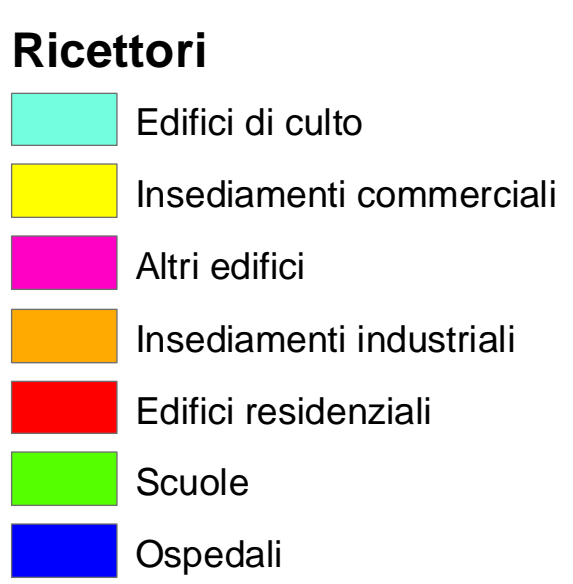 Ricettori
Edifici di culto
Insediamenti commerciali
Altri edifici
Insediamenti industriali
Edifici residenziali
Scuole
Ospedali